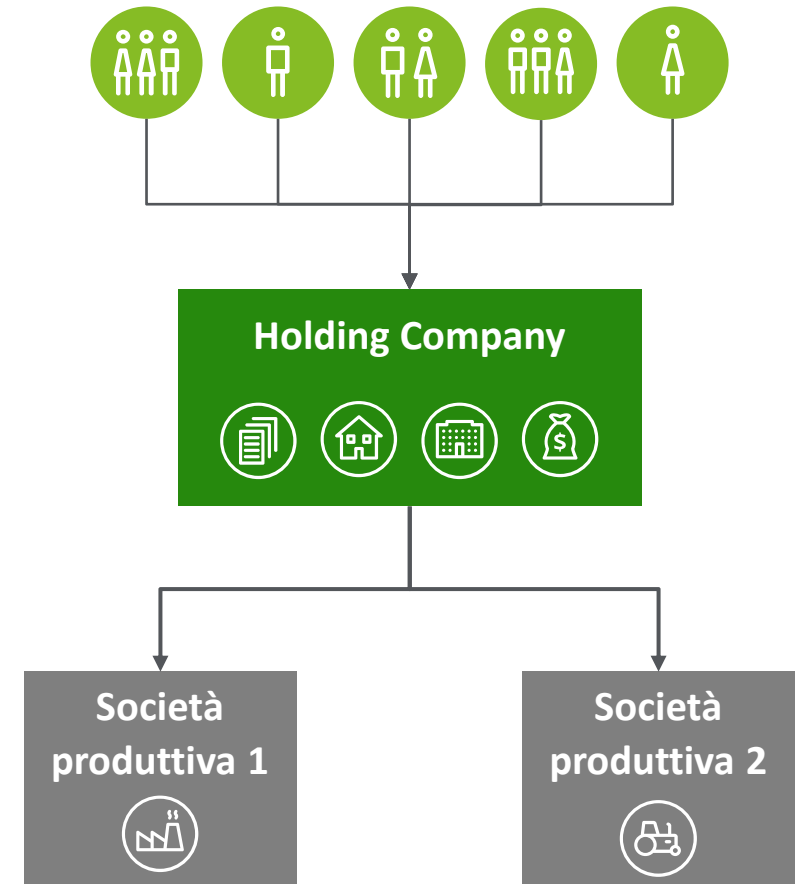 Holding Company
$
Società
produttiva 1
Società
produttiva 2